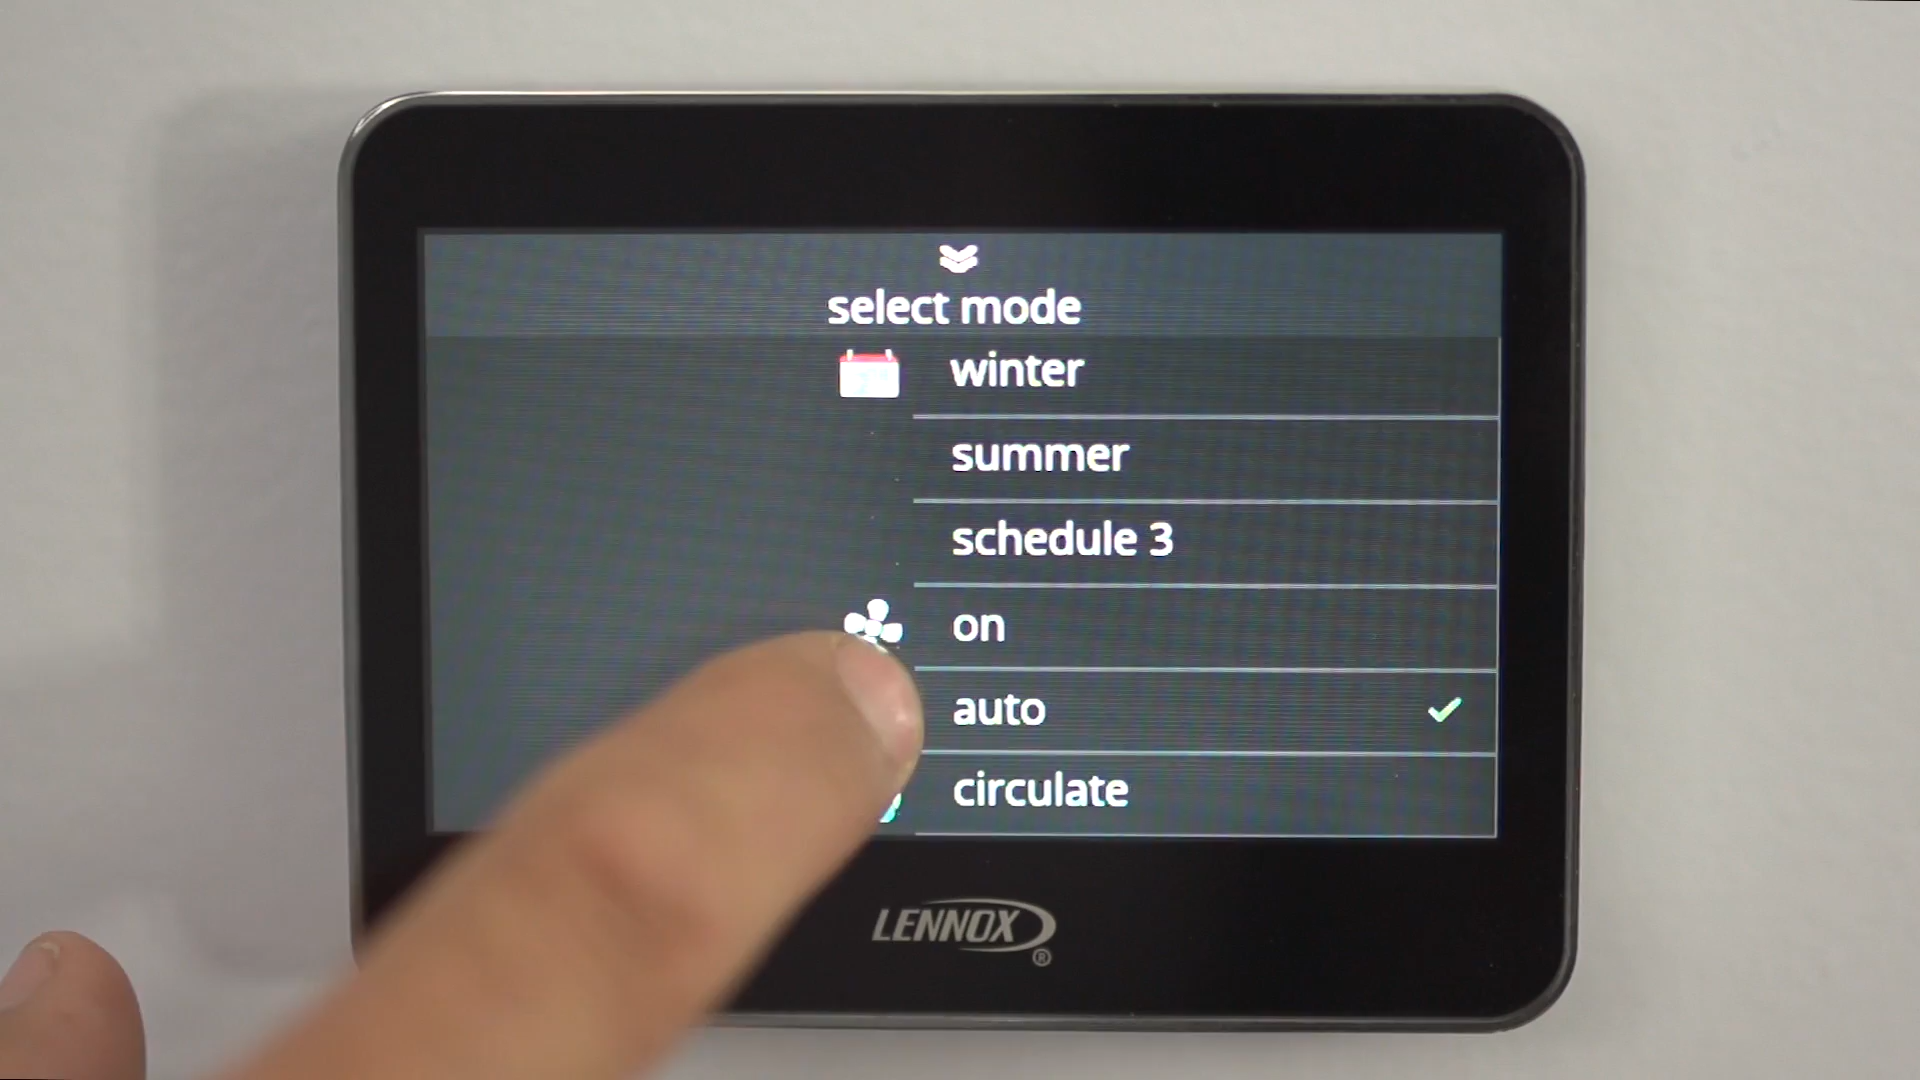 select mode
winter
summer
schedule 3
on
auto
circulate
LENNOX
®